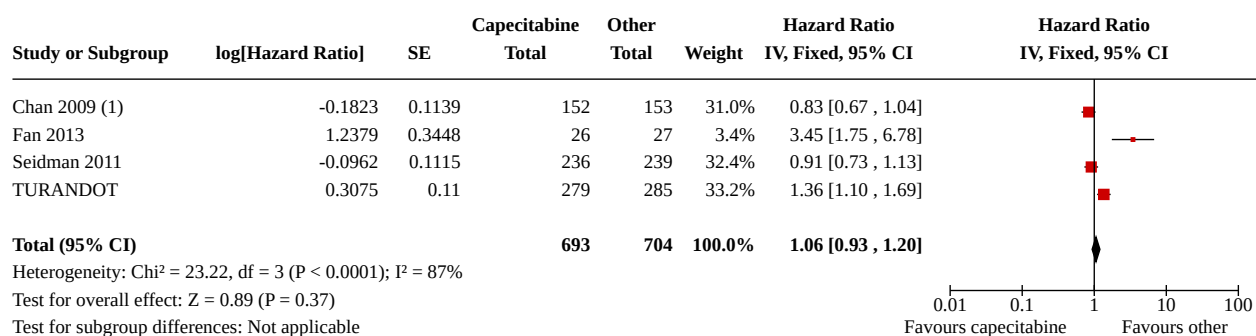 Capecitabine Other Hazard Ratio Hazard Ratio
Study or Subgroup log[Hazard Ratio] SE Total Total Weight IV, Fixed, 95% CI IV, Fixed, 95% CI
Chan 2009 (1) -0.1823 0.1139 152 153 31.0% 0.83 [0.67 , 1.04]
Fan 2013 1.2379 0.3448 26 27 3.4% 3.45 [1.75 , 6.78]
Seidman 2011 -0.0962 0.1115 236 239 32.4% 0.91 [0.73 , 1.13]
TURANDOT 0.3075 0.11 279 285 33.2% 1.36 [1.10 , 1.69]
Total (95% CI) 693 704 100.0% 1.06 [0.93 , 1.20]
Heterogeneity: Chi² = 23.22, df = 3 (P < 0.0001); I² = 87%
Test for overall effect: Z = 0.89 (P = 0.37)
0.01 0.1 1 10 100
Test for subgroup differences: Not applicable Favours capecitabine Favours other